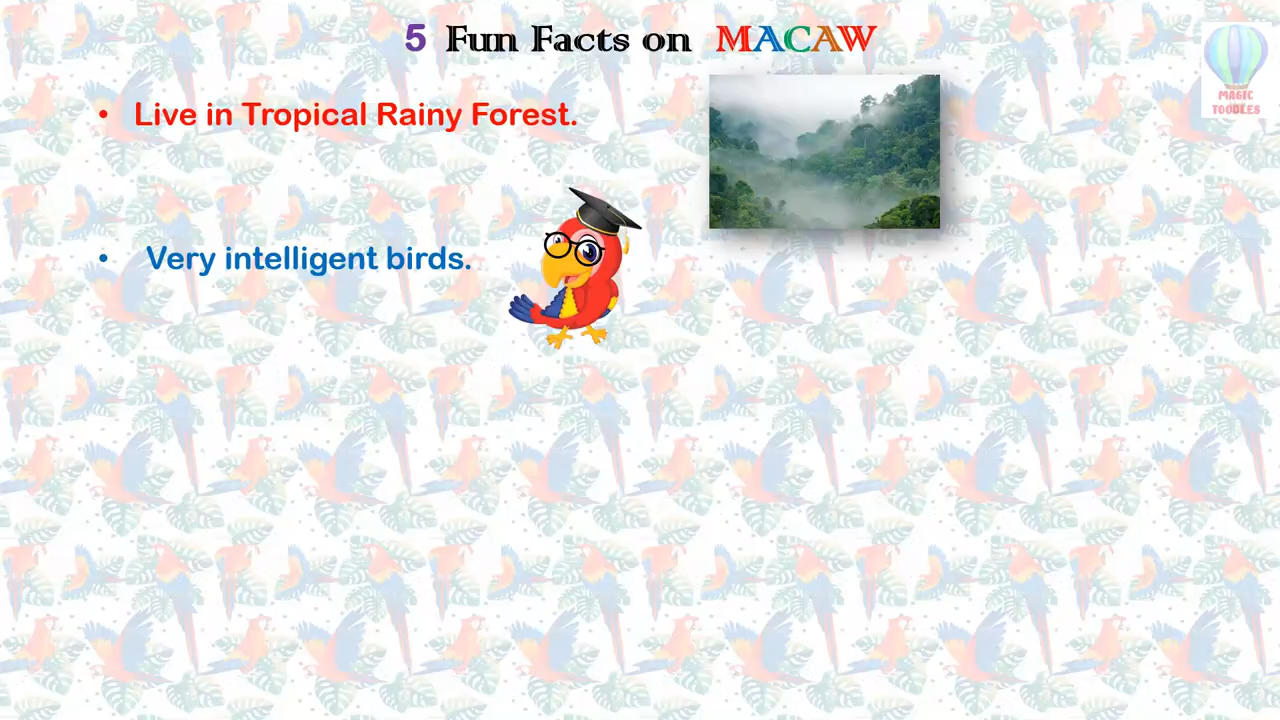 5 Fun Facts on MACAW
• Live in Tropical Rainy Forest.
• Very intelligent birds.
MAGIC
TOODLES